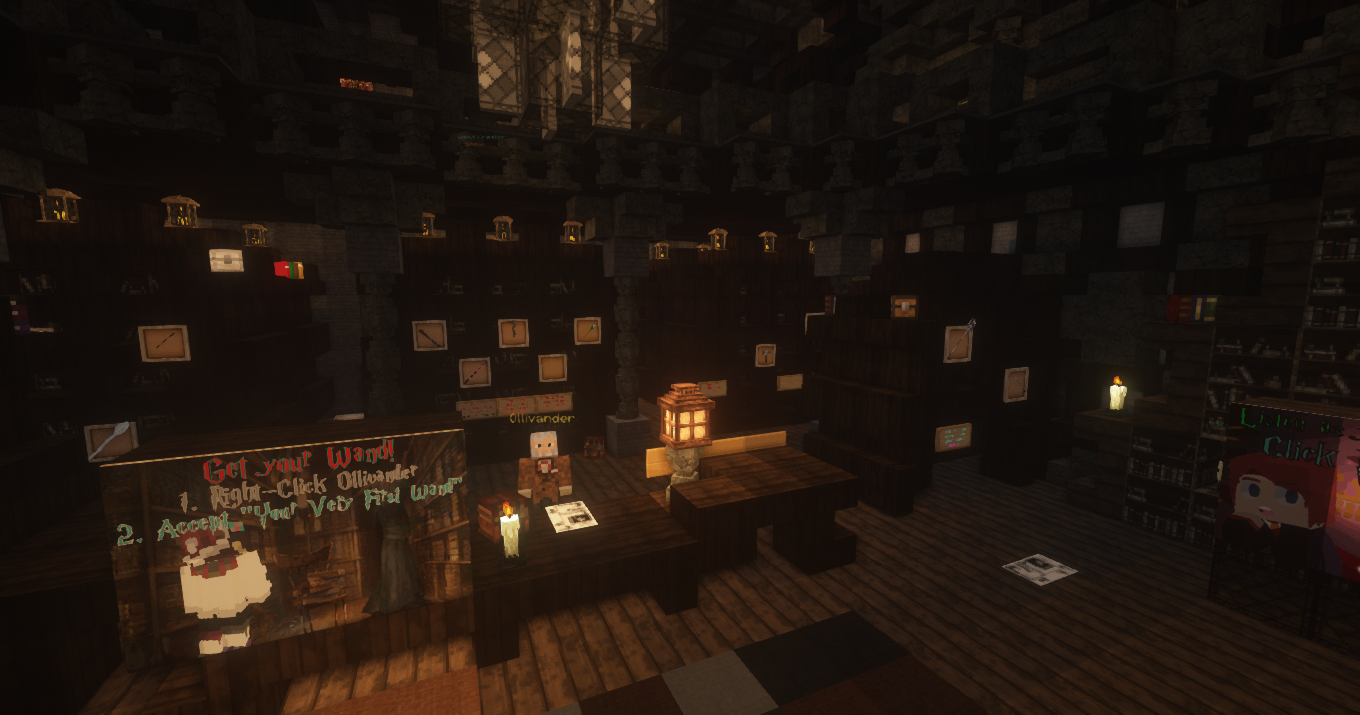 Ollivander
Get your Wand!
1. Right-Click Ollivander
2. Accept "Your Very First Wand"
Click